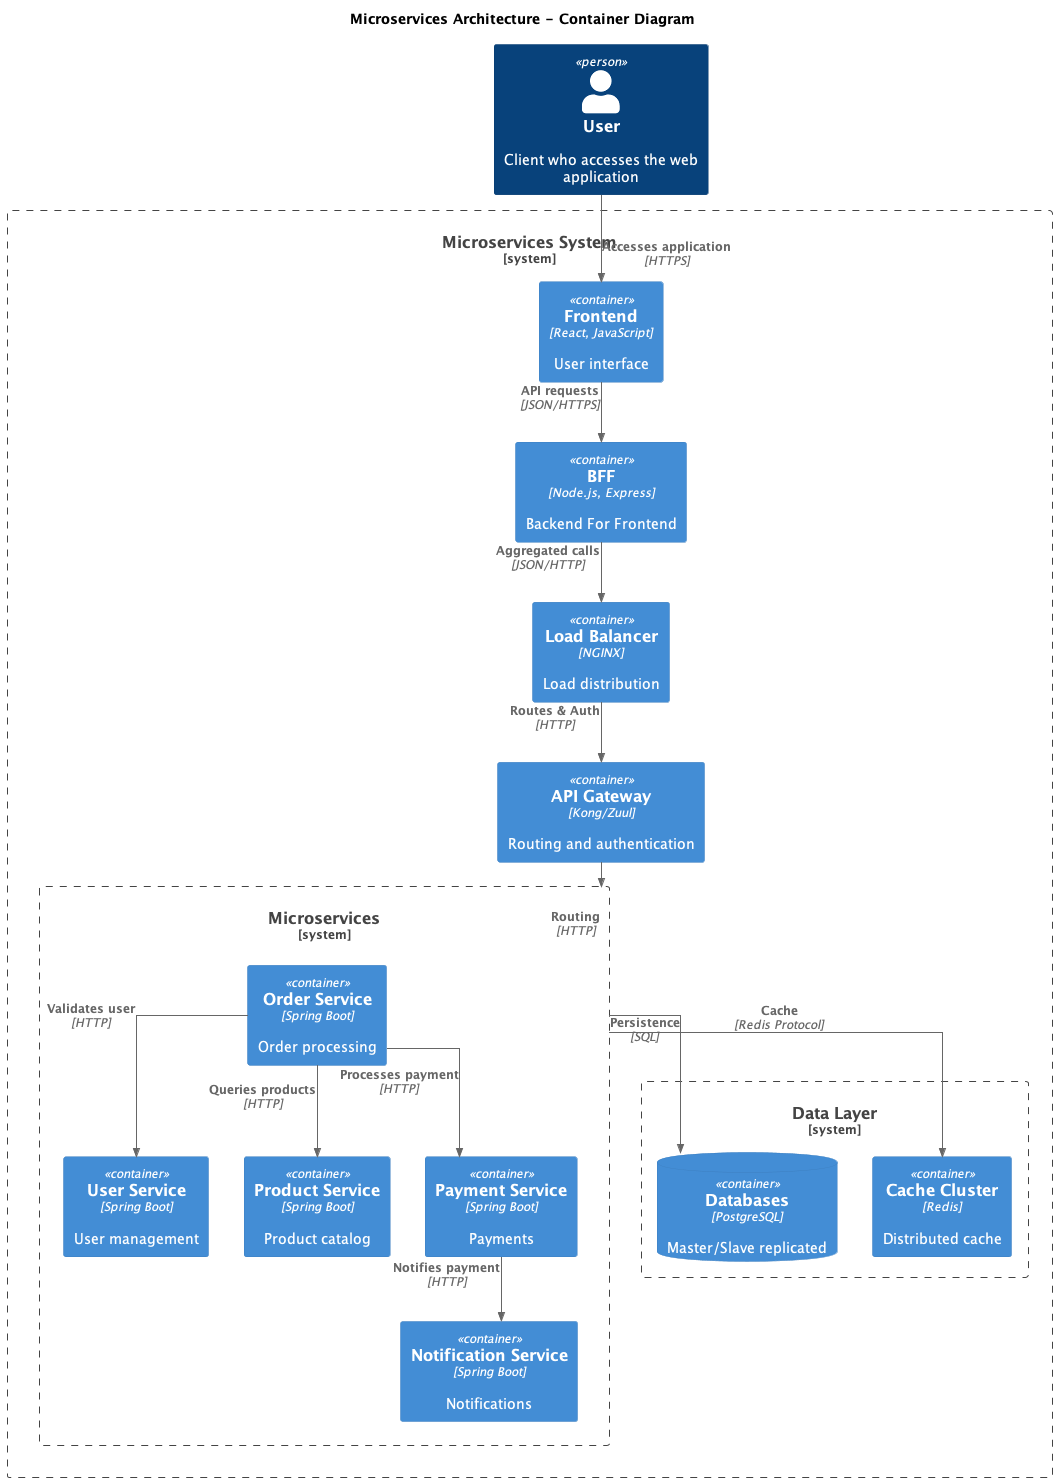 Microservices Architecture – Container Diagram
«person»
User
Client who accesses the web
application
Microservices System
[system]
Accesses application
[HTTPS]
«container»
Frontend
[React, JavaScript]
User interface
API requests
[JSON/HTTPS]
«container»
BFF
[Node.js, Express]
Backend For Frontend
Aggregated calls
[JSON/HTTP]
«container»
Load Balancer
[NGINX]
Load distribution
Routes & Auth
[HTTP]
«container»
API Gateway
[Kong/Zuul]
Routing and authentication
Microservices
[system]
Routing
[HTTP]
«container»
Order Service
[Spring Boot]
Order processing
Validates user
[HTTP]
Queries products
[HTTP]
Processes payment
[HTTP]
Persistence
[SQL]
Cache
[Redis Protocol]
Data Layer
[system]
«container»
User Service
[Spring Boot]
User management
«container»
Product Service
[Spring Boot]
Product catalog
«container»
Payment Service
[Spring Boot]
Payments
«container»
Databases
[PostgreSQL]
Master/Slave replicated
«container»
Cache Cluster
[Redis]
Distributed cache
Notifies payment
[HTTP]
«container»
Notification Service
[Spring Boot]
Notifications